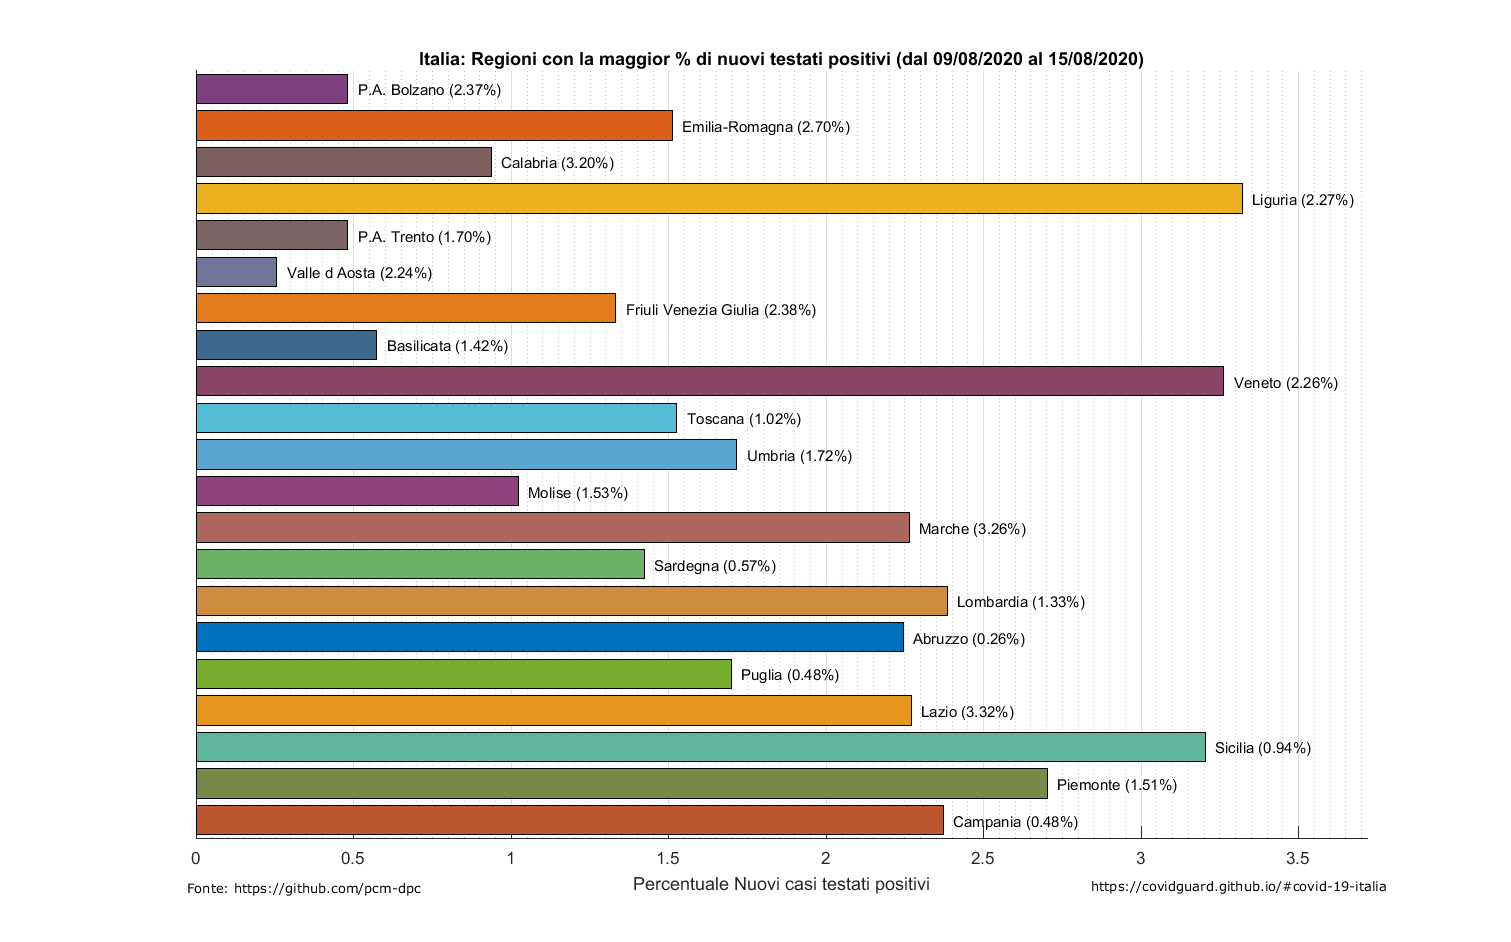 Italia: Regioni con la maggior % di nuovi testati positivi (dal 09/08/2020 al 15/08/2020)
P.A. Bolzano (2.37%)
Emilia-Romagna (2.70%)
Calabria (3.20%)
Liguria (2.27%)
P.A. Trento (1.70%)
Valle d Aosta (2.24%)
Friuli Venezia Giulia (2.38%)
Basilicata (1.42%)
Veneto (2.26%)
Toscana (1.02%)
Umbria (1.72%)
Molise (1.53%)
Marche (3.26%)
Sardegna (0.57%)
Lombardia (1.33%)
Abruzzo (0.26%)
Puglia (0.48%)
Lazio (3.32%)
Sicilia (0.94%)
Piemonte (1.51%)
Campania (0.48%)
0 0.5 1 1.5 2 2.5 3 3.5
Percentuale Nuovi casi testati positivi
Fonte: https://github.com/pcm-dpc
https://covidguard.github.io/#covid-19-italia